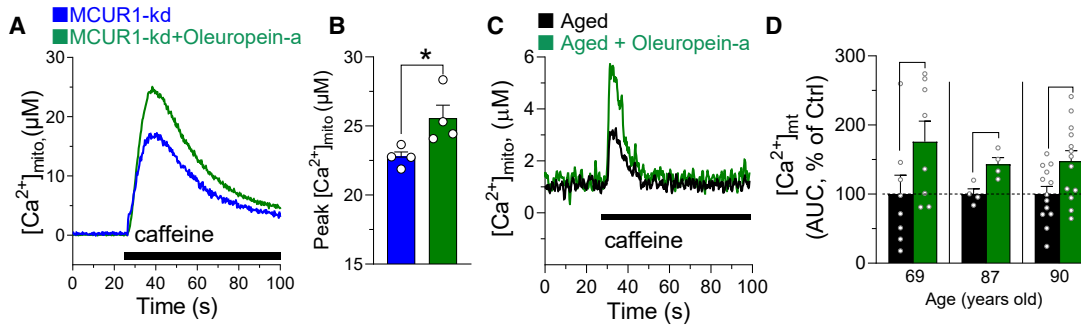 A
MCUR1-kd
MCUR1-kd+Oleuropein-a
[Ca2+]mito, (µM)
30
20
10
0
caffeine
0 20 40 60 80 100
Time (s)
B
Peak [Ca2+]mito (µM)
30
25
20
15
*
C
Aged
Aged + Oleuropein-a
[Ca2+]mito, (µM)
6
4
2
0
caffeine
0 20 40 60 80 100
Time (s)
D
[Ca2+]mt
(AUC, % of Ctrl)
300
250
200
150
100
50
0
69 87 90
Age (years old)